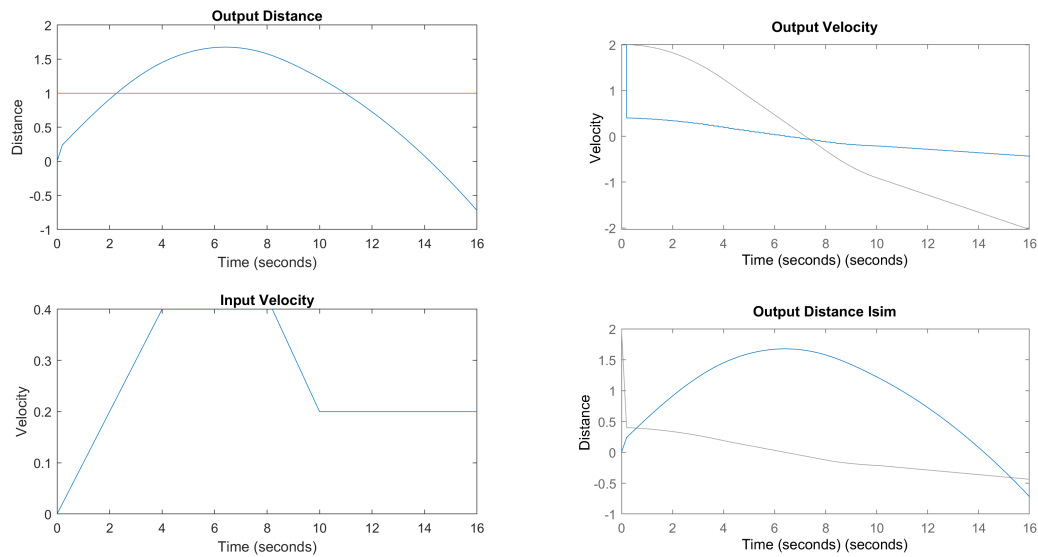 Output Distance
2
1.5
1
0.5
0
-0.5
-1
Distance
0 2 4 6 8 10 12 14 16
Time (seconds)
Output Velocity
2
1
0
-1
-2
Velocity
0 2 4 6 8 10 12 14 16
Time (seconds) (seconds)
Input Velocity
0.4
0.3
0.2
0.1
0
Velocity
0 2 4 6 8 10 12 14 16
Time (seconds)
Output Distance lsim
2
1.5
1
0.5
0
-0.5
-1
Distance
0 2 4 6 8 10 12 14 16
Time (seconds) (seconds)